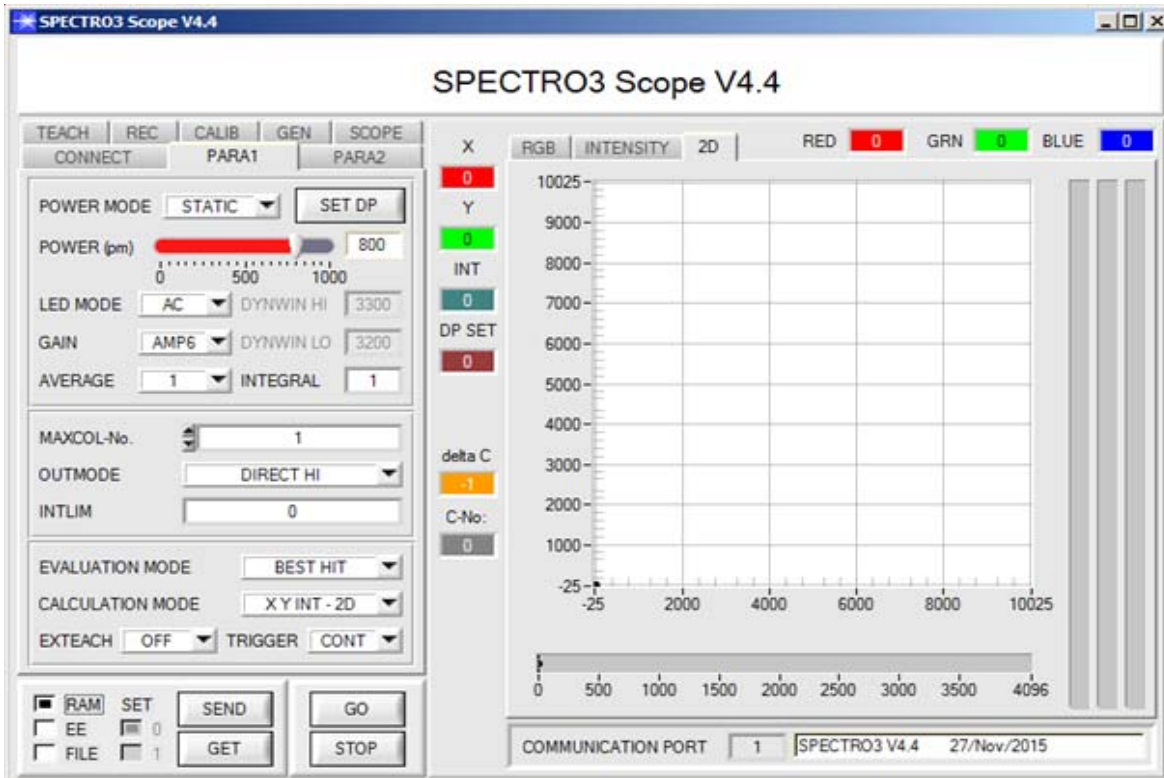 SPECTRO3 Scope V4.4
SPECTRO3 Scope V4.4
TEACH REC CALIB GEN SCOPE
CONNECT PARA1 PARA2
POWER MODE STATIC SET DP
POWER (pm) 800
0 500 1000
LED MODE AC DYNWIN HI 3300
GAIN AMP6 DYNWIN LO 3200
AVERAGE 1 INTEGRAL 1
MAXCOL-No. 1
OUTMODE DIRECT HI
INTLIM 0
EVALUATION MODE BEST HIT
CALCULATION MODE X Y INT - 2D
EXTEACH OFF TRIGGER CONT
RAM SET SEND GO
EE 0
FILE 1 GET STOP
X
0
Y
0
INT
0
DP SET
0
delta C
-1
C-No:
0
RGB INTENSITY 2D RED 0 GRN 0 BLUE 0
10025
9000
8000
7000
6000
5000
4000
3000
2000
1000
-25
-25 2000 4000 6000 8000 10025
0 500 1000 1500 2000 2500 3000 3500 4096
COMMUNICATION PORT 1 SPECTRO3 V4.4 27/Nov/2015